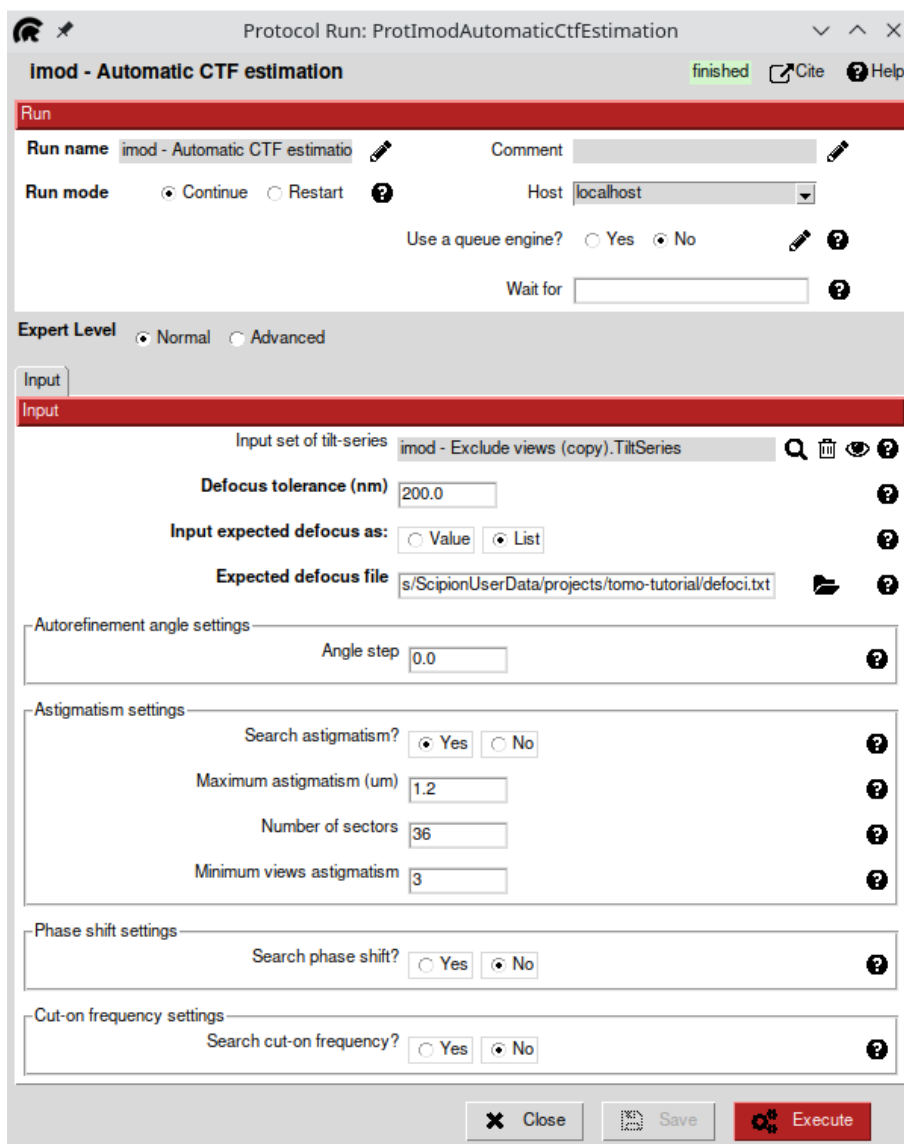 Protocol Run: ProtImodAutomaticCtfEstimation
imod - Automatic CTF estimation finished Cite Help
Run
Run name imod - Automatic CTF estimatio Comment
Run mode Continue Restart Host localhost
Use a queue engine? Yes No
Wait for
Expert Level Normal Advanced
Input
Input
Input set of tilt-series imod - Exclude views (copy).TiltSeries
Defocus tolerance (nm) 200.0
Input expected defocus as: Value List
Expected defocus file s/ScipionUserData/projects/tomo-tutorial/defoci.txt
Autorefinement angle settings
Angle step 0.0
Astigmatism settings
Search astigmatism? Yes No
Maximum astigmatism (um) 1.2
Number of sectors 36
Minimum views astigmatism 3
Phase shift settings
Search phase shift? Yes No
Cut-on frequency settings
Search cut-on frequency? Yes No
Close Save Execute